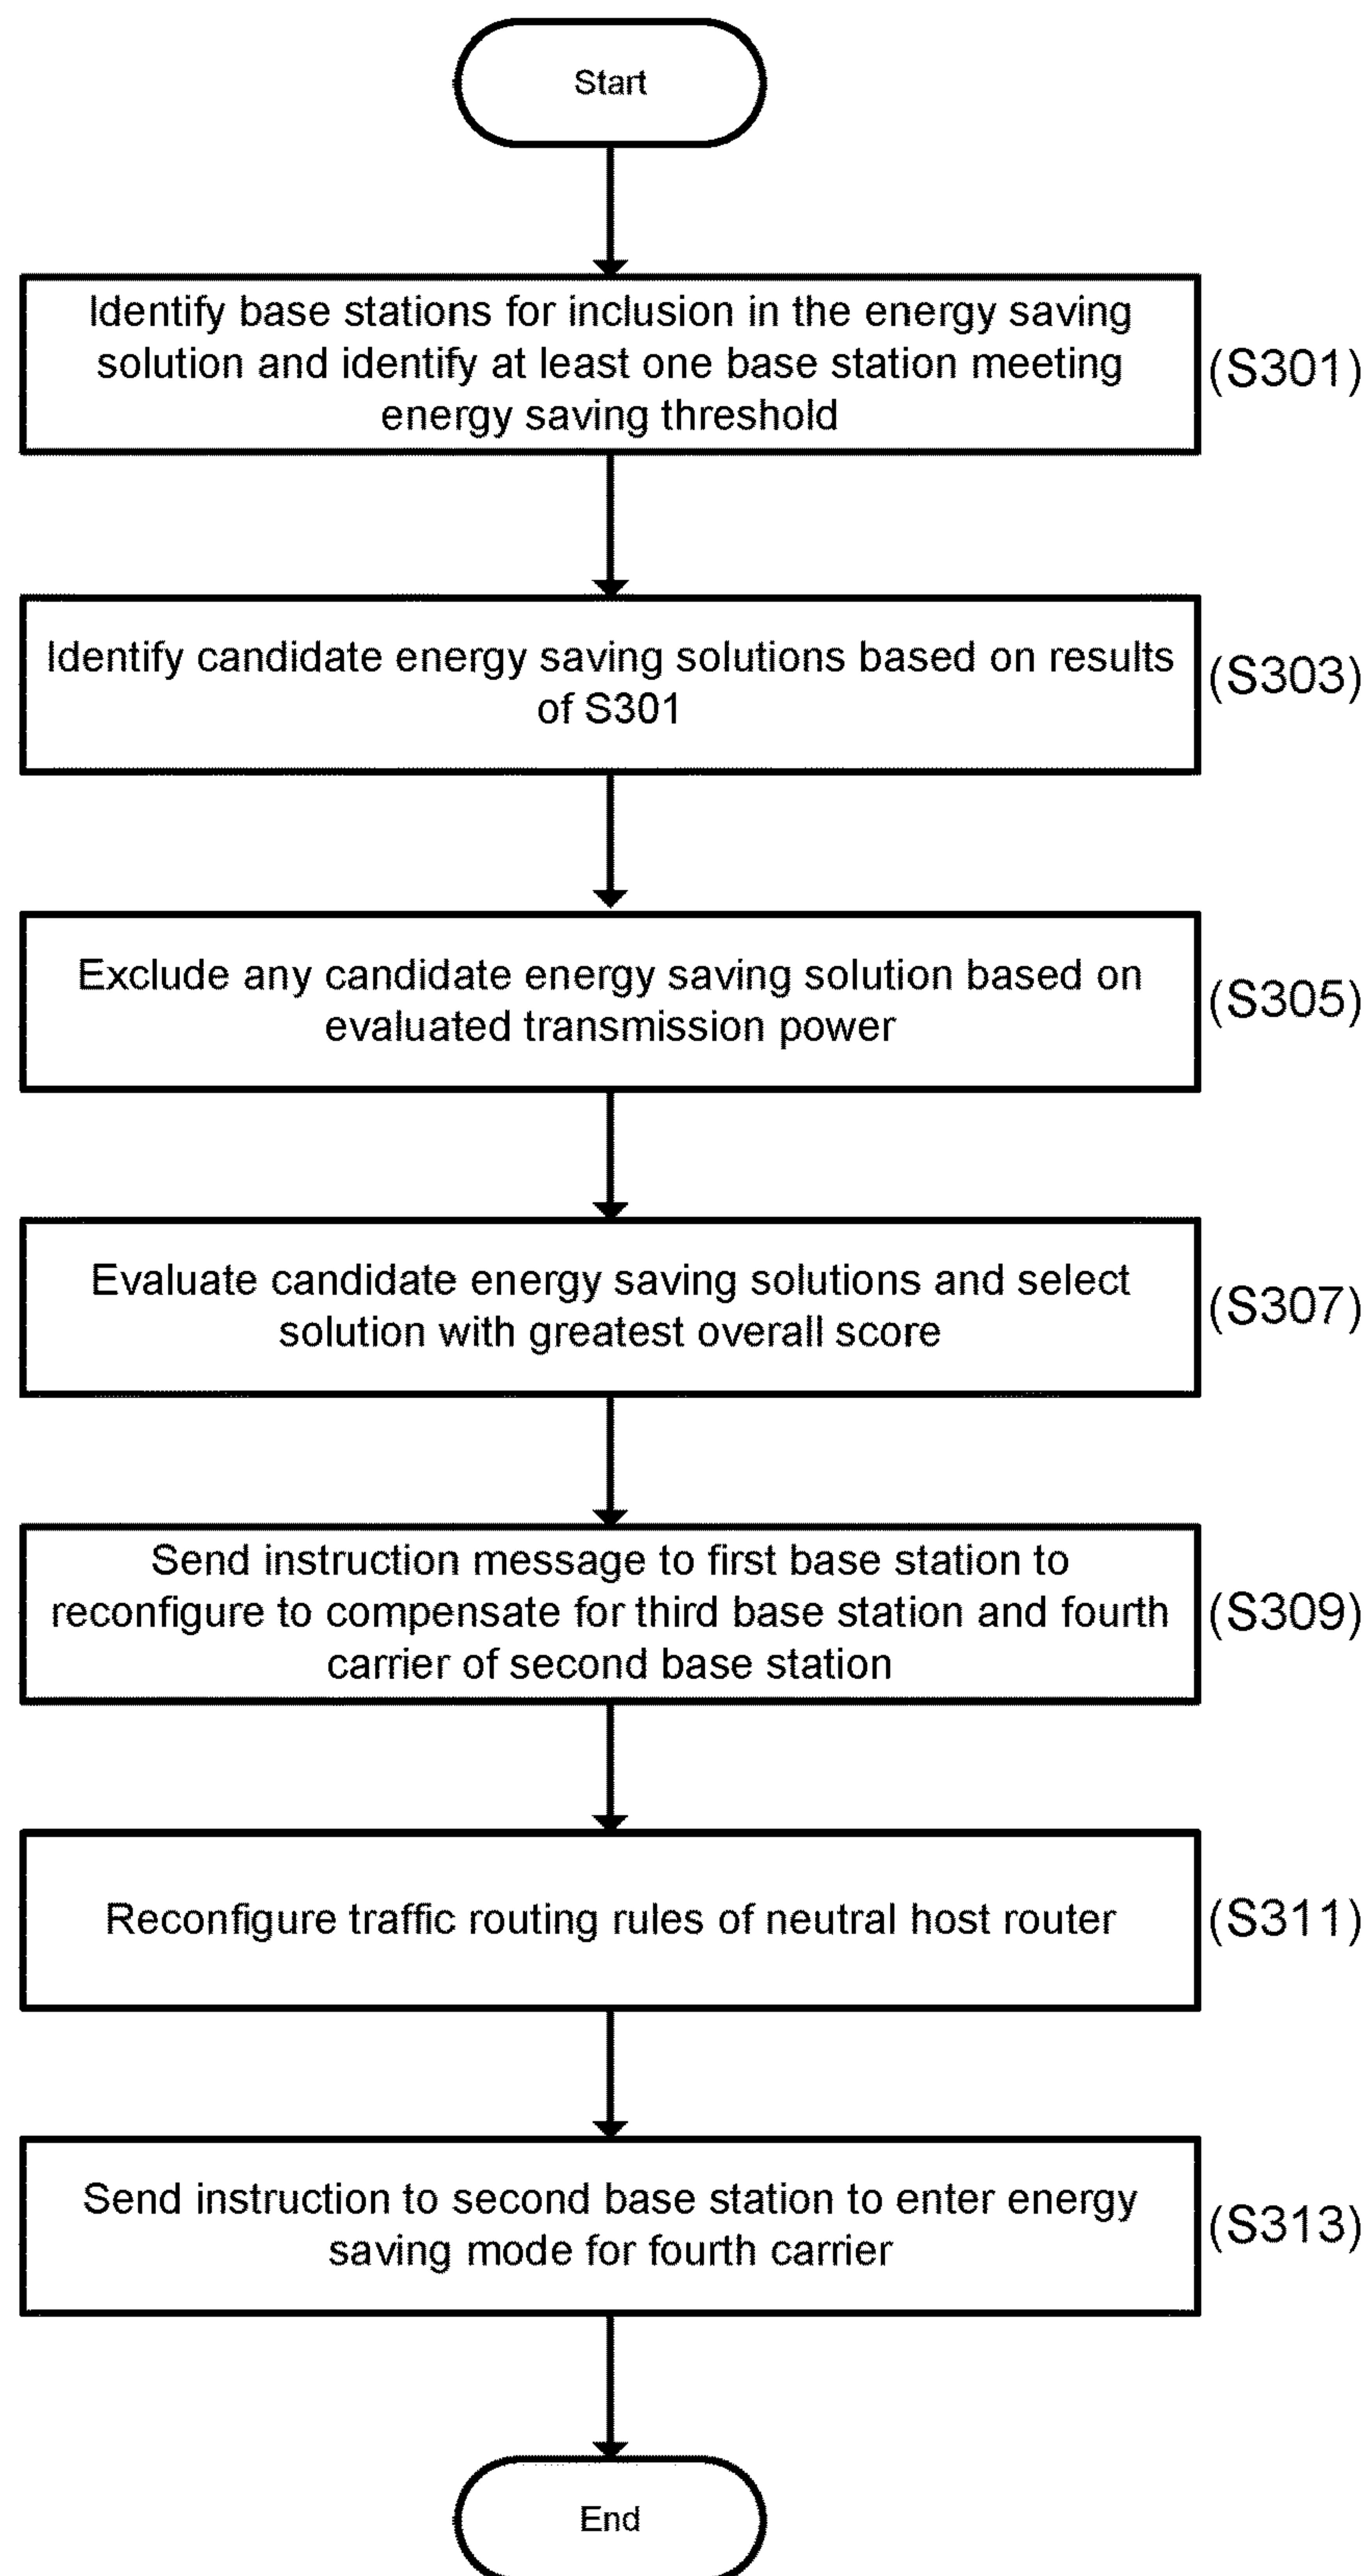 Start
Identify base stations for inclusion in the energy saving
solution and identify at least one base station meeting
energy saving threshold
(S301)
Identify candidate energy saving solutions based on results
of S301
(S303)
Exclude any candidate energy saving solution based on
evaluated transmission power
(S305)
Evaluate candidate energy saving solutions and select
solution with greatest overall score
(S307)
Send instruction message to first base station to
reconfigure to compensate for third base station and fourth
carrier of second base station
(S309)
Reconfigure traffic routing rules of neutral host router
(S311)
Send instruction to second base station to enter energy
saving mode for fourth carrier
(S313)
End